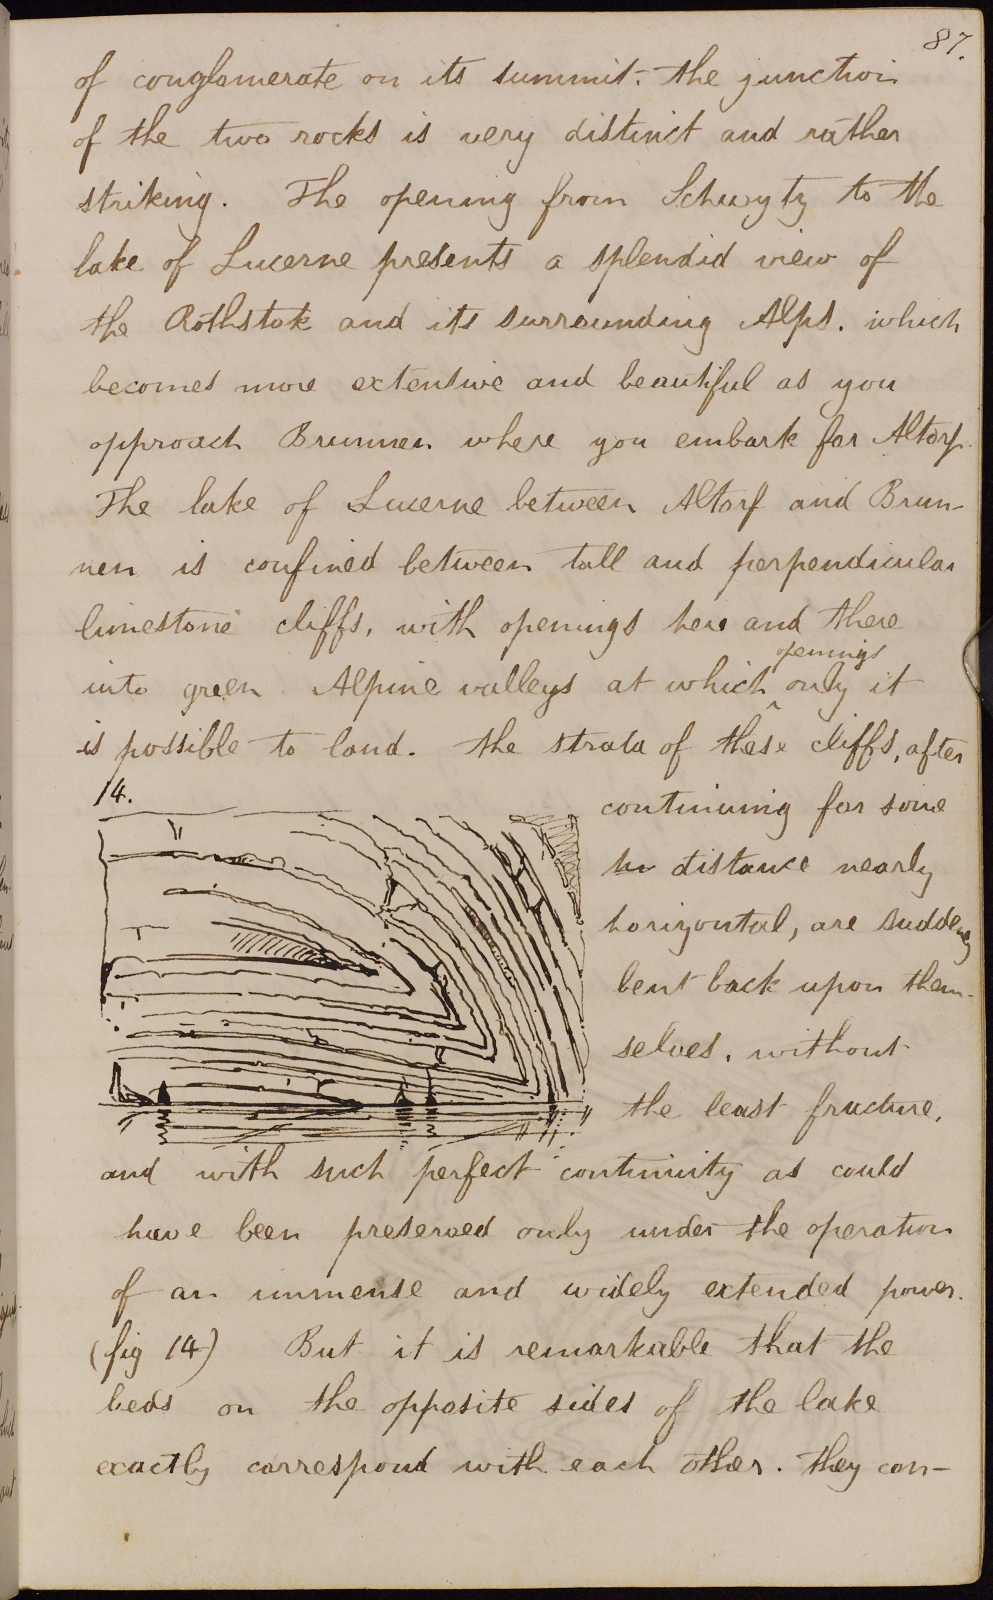 87.
of conglomerate on its summit. the junction
of the two rocks is very distinct and rather
striking. The opening from Schwytz to the
lake of Lucerne presents a splendid view of
the Rothstok and its surrounding Alps. which
becomes more extensive and beautiful as you
approach Brunnen where you embark for Altorf.
The lake of Lucerne between Altorf and Brun-
nen is confined between tall and perpendicular
limestone cliffs, with openings here and there
openings
into green Alpine valleys at which ^ only it
is possible to land. the strata of these cliffs, after
14.
continuing for some
distance nearly
horizontal, are suddenly
bent back upon them-
selves, without
the least fracture,
and with such perfect continuity as could
have been preserved only under the operation
of an immense and widely extended power.
(fig 14) But it is remarkable that the
beds on the opposite sides of the lake
exactly correspond with each other. they con-